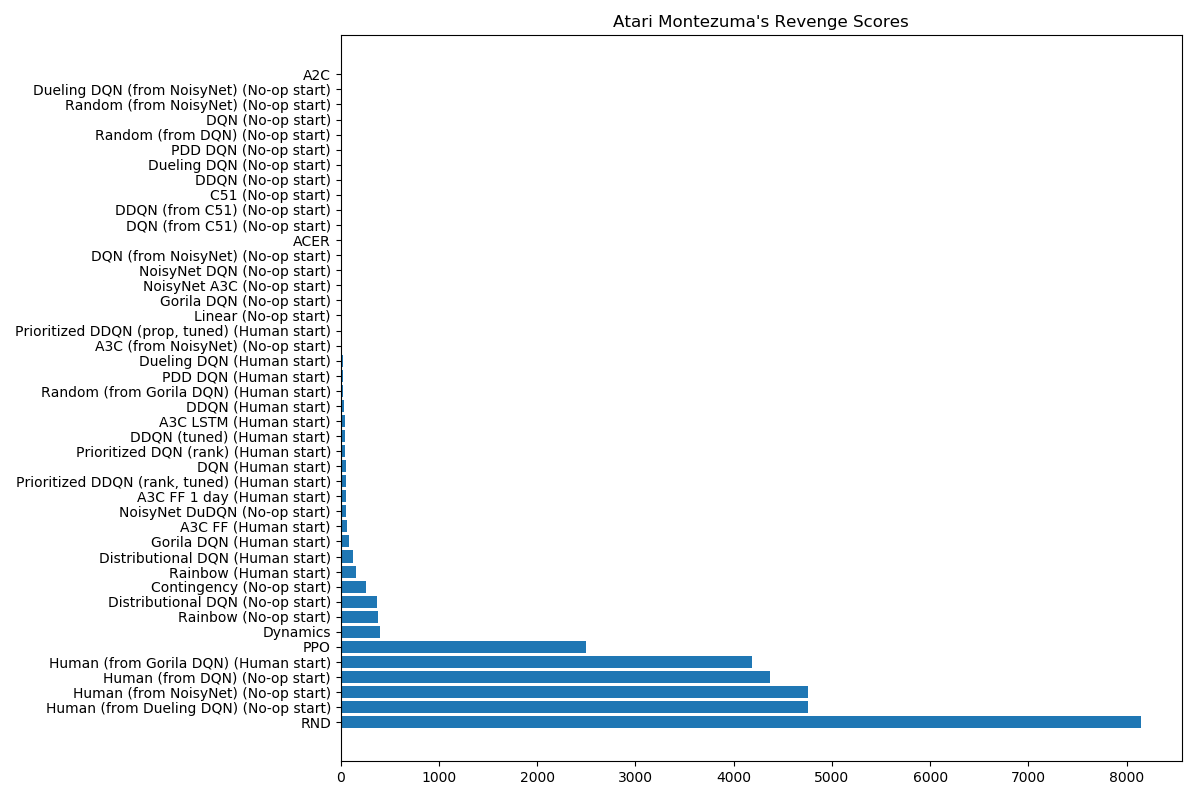 Atari Montezuma's Revenge Scores
A2C
Dueling DQN (from NoisyNet) (No-op start)
Random (from NoisyNet) (No-op start)
DQN (No-op start)
Random (from DQN) (No-op start)
PDD DQN (No-op start)
Dueling DQN (No-op start)
DDQN (No-op start)
C51 (No-op start)
DDQN (from C51) (No-op start)
DQN (from C51) (No-op start)
ACER
DQN (from NoisyNet) (No-op start)
NoisyNet DQN (No-op start)
NoisyNet A3C (No-op start)
Gorila DQN (No-op start)
Linear (No-op start)
Prioritized DDQN (prop, tuned) (Human start)
A3C (from NoisyNet) (No-op start)
Dueling DQN (Human start)
PDD DQN (Human start)
Random (from Gorila DQN) (Human start)
DDQN (Human start)
A3C LSTM (Human start)
DDQN (tuned) (Human start)
Prioritized DQN (rank) (Human start)
DQN (Human start)
Prioritized DDQN (rank, tuned) (Human start)
A3C FF 1 day (Human start)
NoisyNet DuDQN (No-op start)
A3C FF (Human start)
Gorila DQN (Human start)
Distributional DQN (Human start)
Rainbow (Human start)
Contingency (No-op start)
Distributional DQN (No-op start)
Rainbow (No-op start)
Dynamics
PPO
Human (from Gorila DQN) (Human start)
Human (from DQN) (No-op start)
Human (from NoisyNet) (No-op start)
Human (from Dueling DQN) (No-op start)
RND
0 1000 2000 3000 4000 5000 6000 7000 8000